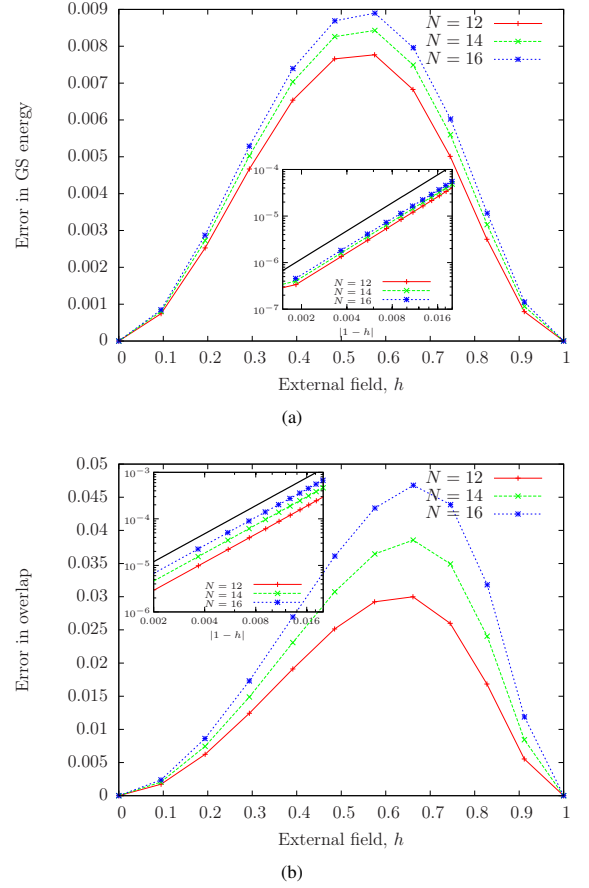 0.009
0.008
0.007
0.006
0.005
0.004
0.003
0.002
0.001
0
Error in GS energy
N = 12
N = 14
N = 16
10⁻⁴
10⁻⁵
10⁻⁶
10⁻⁷
N = 12
N = 14
N = 16
0.002 0.004 0.008 0.016
|1 − h|
0 0.1 0.2 0.3 0.4 0.5 0.6 0.7 0.8 0.9 1
External field, h
(a)
0.05
0.045
0.04
0.035
0.03
0.025
0.02
0.015
0.01
0.005
0
Error in overlap
N = 12
N = 14
N = 16
10⁻³
10⁻⁴
10⁻⁵
10⁻⁶
N = 12
N = 14
N = 16
0.002 0.004 0.008 0.016
|1 − h|
0 0.1 0.2 0.3 0.4 0.5 0.6 0.7 0.8 0.9 1
External field, h
(b)